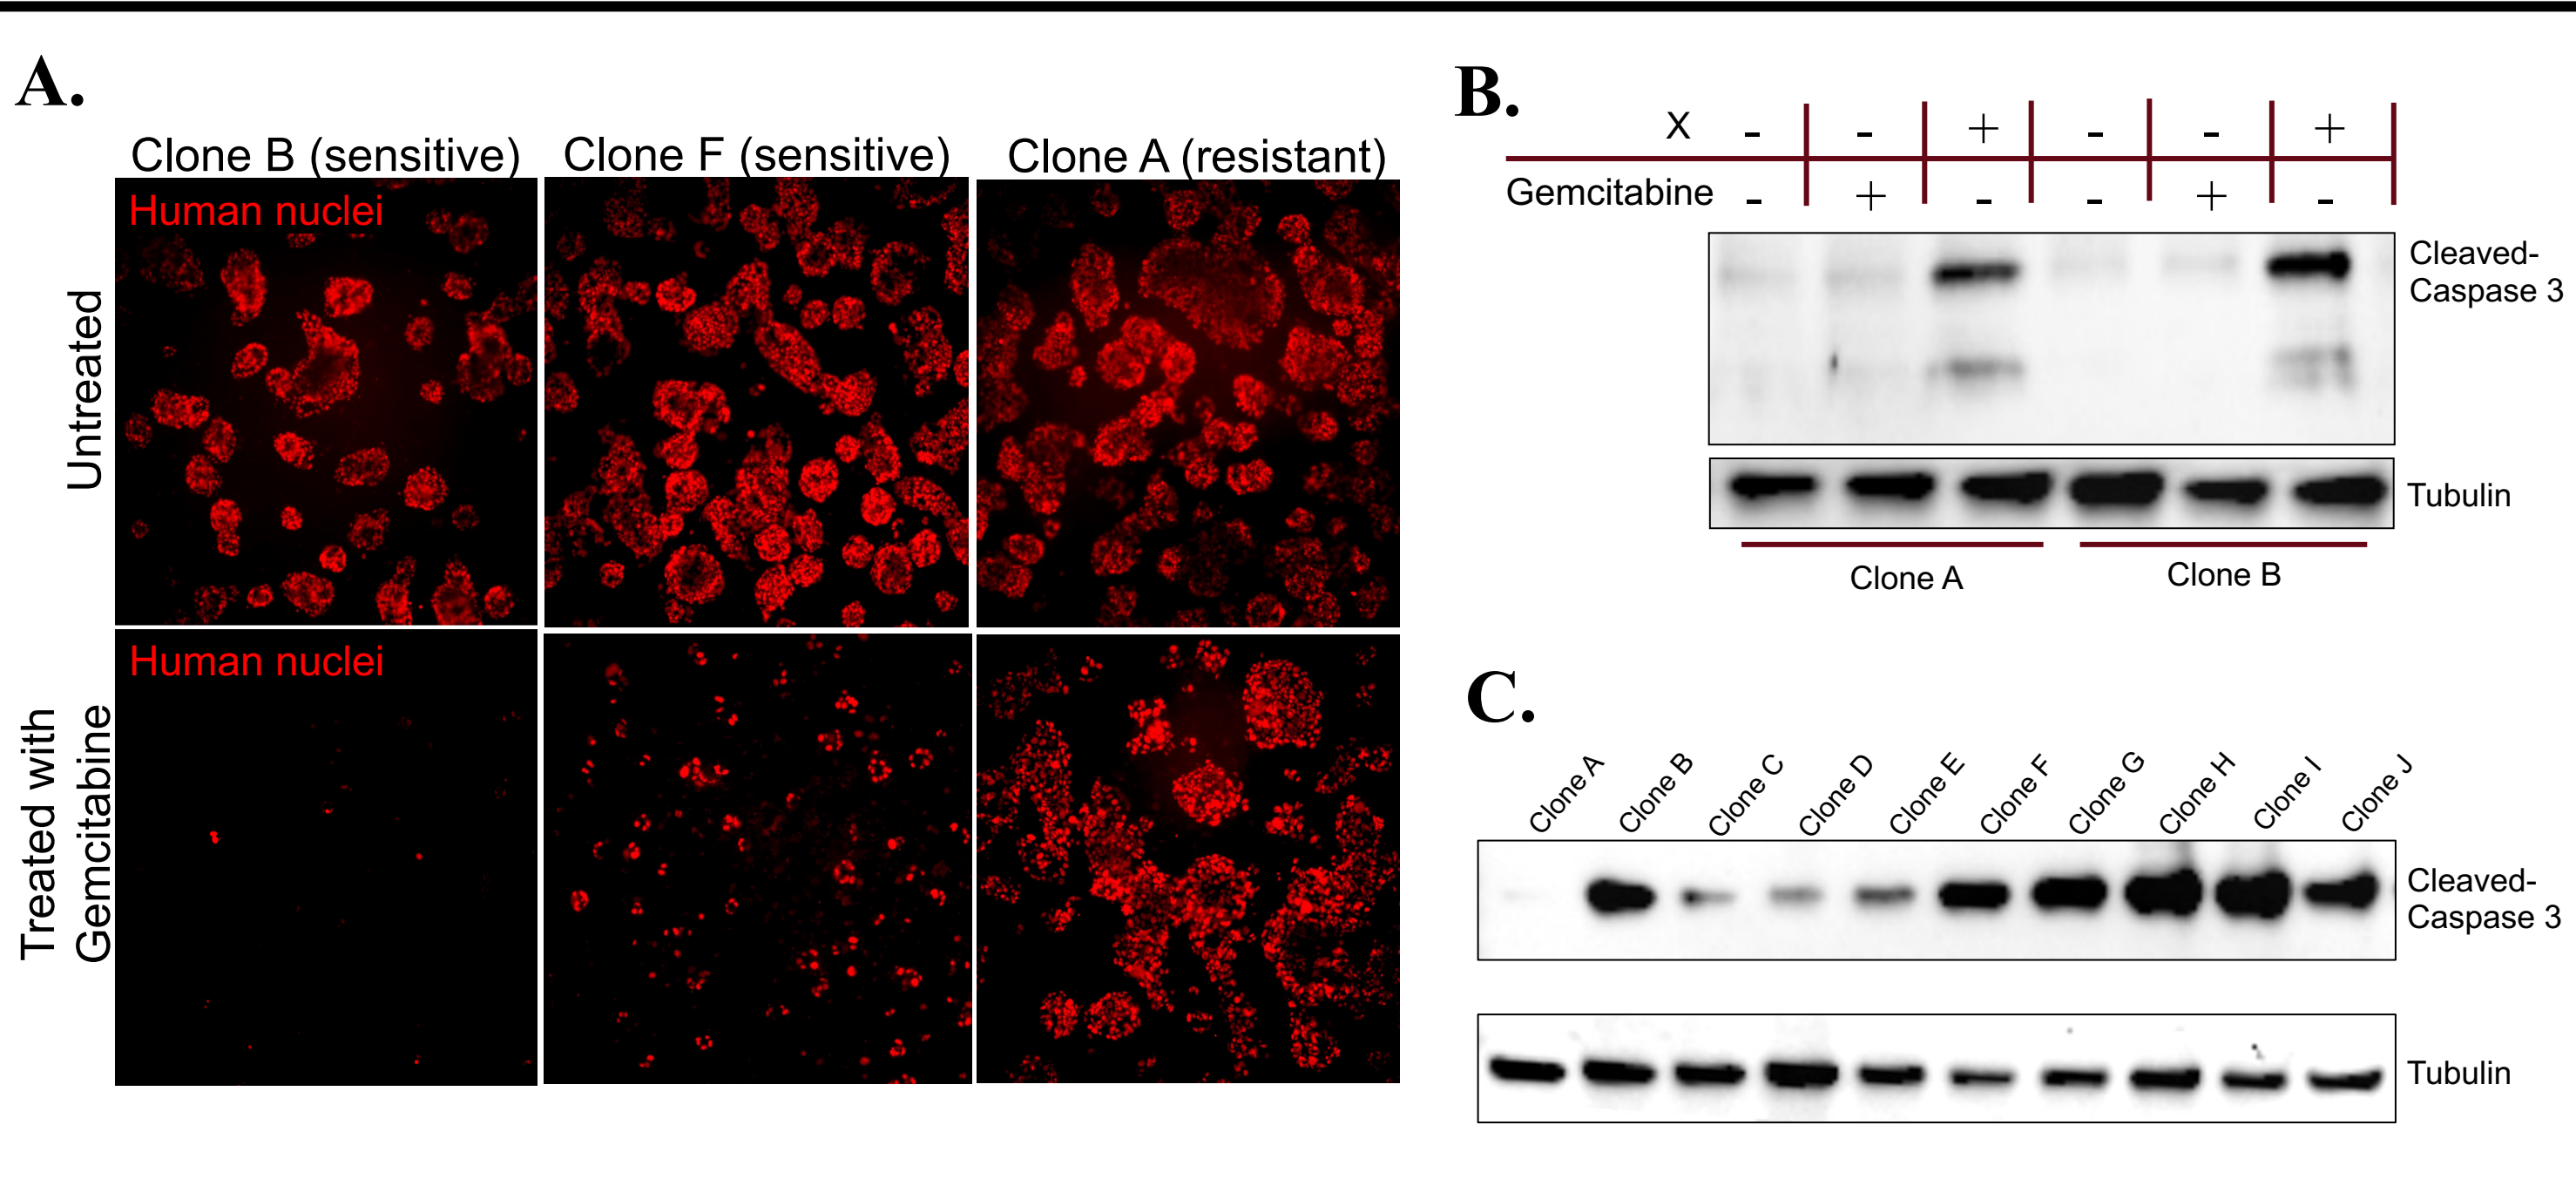 A.
Clone B (sensitive)
Clone F (sensitive)
Clone A (resistant)
Untreated
Human nuclei
Treated with
Gemcitabine
Human nuclei
B.
X - - + - - +
Gemcitabine - + - - + -
Cleaved-
Caspase 3
Tubulin
Clone A
Clone B
C.
Clone A
Clone B
Clone C
Clone D
Clone E
Clone F
Clone G
Clone H
Clone I
Clone J
Cleaved-
Caspase 3
Tubulin